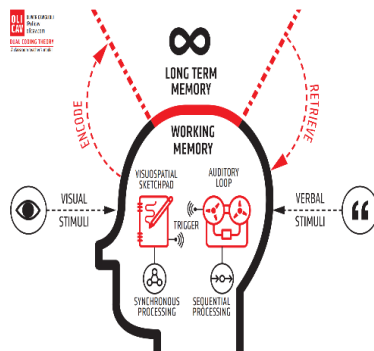 OLI
CAV
DUAL CODING THEORY
LONG TERM
MEMORY
ENCODE
RETRIEVE
WORKING
MEMORY
VISUOSPATIAL
SKETCHPAD
AUDITORY
LOOP
VISUAL
STIMULI
TRIGGER
VERBAL
STIMULI
SYNCHRONOUS
PROCESSING
SEQUENTIAL
PROCESSING